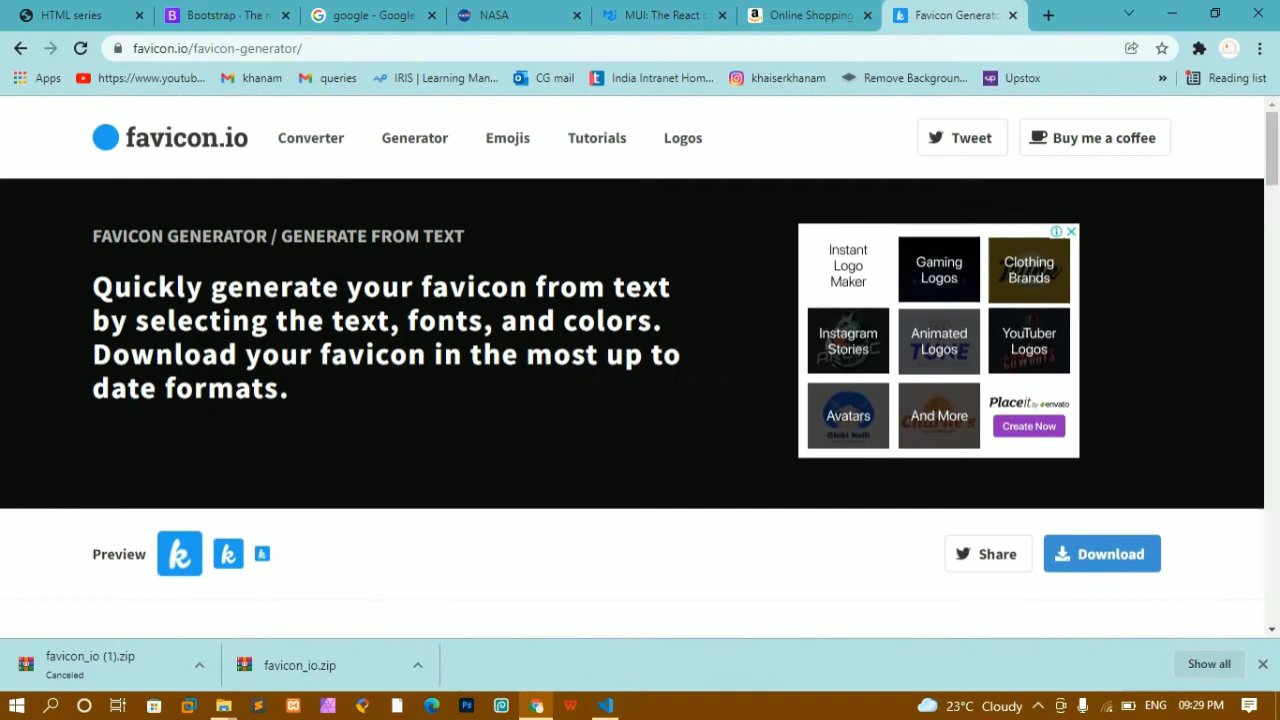 HTML series
Bootstrap · The n
google - Google
NASA
MUI: The React c
Online Shopping
Favicon Generato
favicon.io/favicon-generator/
Apps
https://www.youtub...
khanam
queries
IRIS | Learning Man...
CG mail
India Intranet Hom...
khaiserkhanam
Remove Backgroun...
up
Upstox
»
Reading list
favicon.io
Converter
Generator
Emojis
Tutorials
Logos
Tweet
Buy me a coffee
FAVICON GENERATOR / GENERATE FROM TEXT
Quickly generate your favicon from text
by selecting the text, fonts, and colors.
Download your favicon in the most up to
date formats.
Instant
Logo
Maker
Gaming
Logos
Clothing
Brands
Instagram
Stories
Animated
Logos
YouTuber
Logos
Avatars
And More
Placeit by envato
Create Now
Preview
k
k
k
Share
Download
favicon_io (1).zip
Canceled
favicon_io.zip
Show all
23°C Cloudy
ENG
09:29 PM